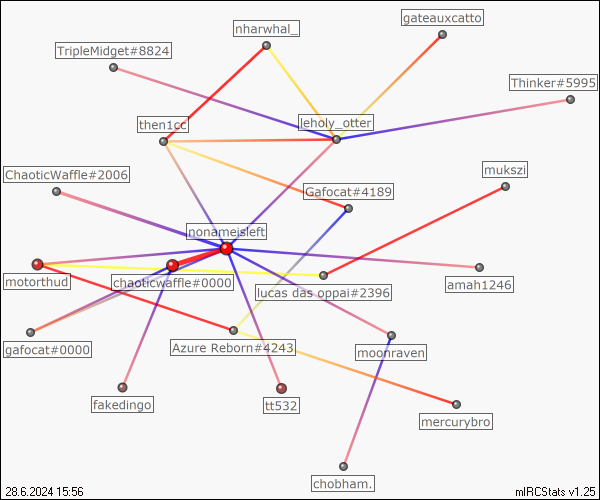 gateauxcatto
nharwhal_
TripleMidget#8824
Thinker#5995
then1cc
leholy_otter
ChaoticWaffle#2006
mukszi
Gafocat#4189
nonameisleft
motorthud
chaoticwaffle#0000
lucas das oppai#2396
amah1246
gafocat#0000
Azure Reborn#4243
moonraven
fakedingo
tt532
mercurybro
chobham.
28.6.2024 15:56
mIRCStats v1.25